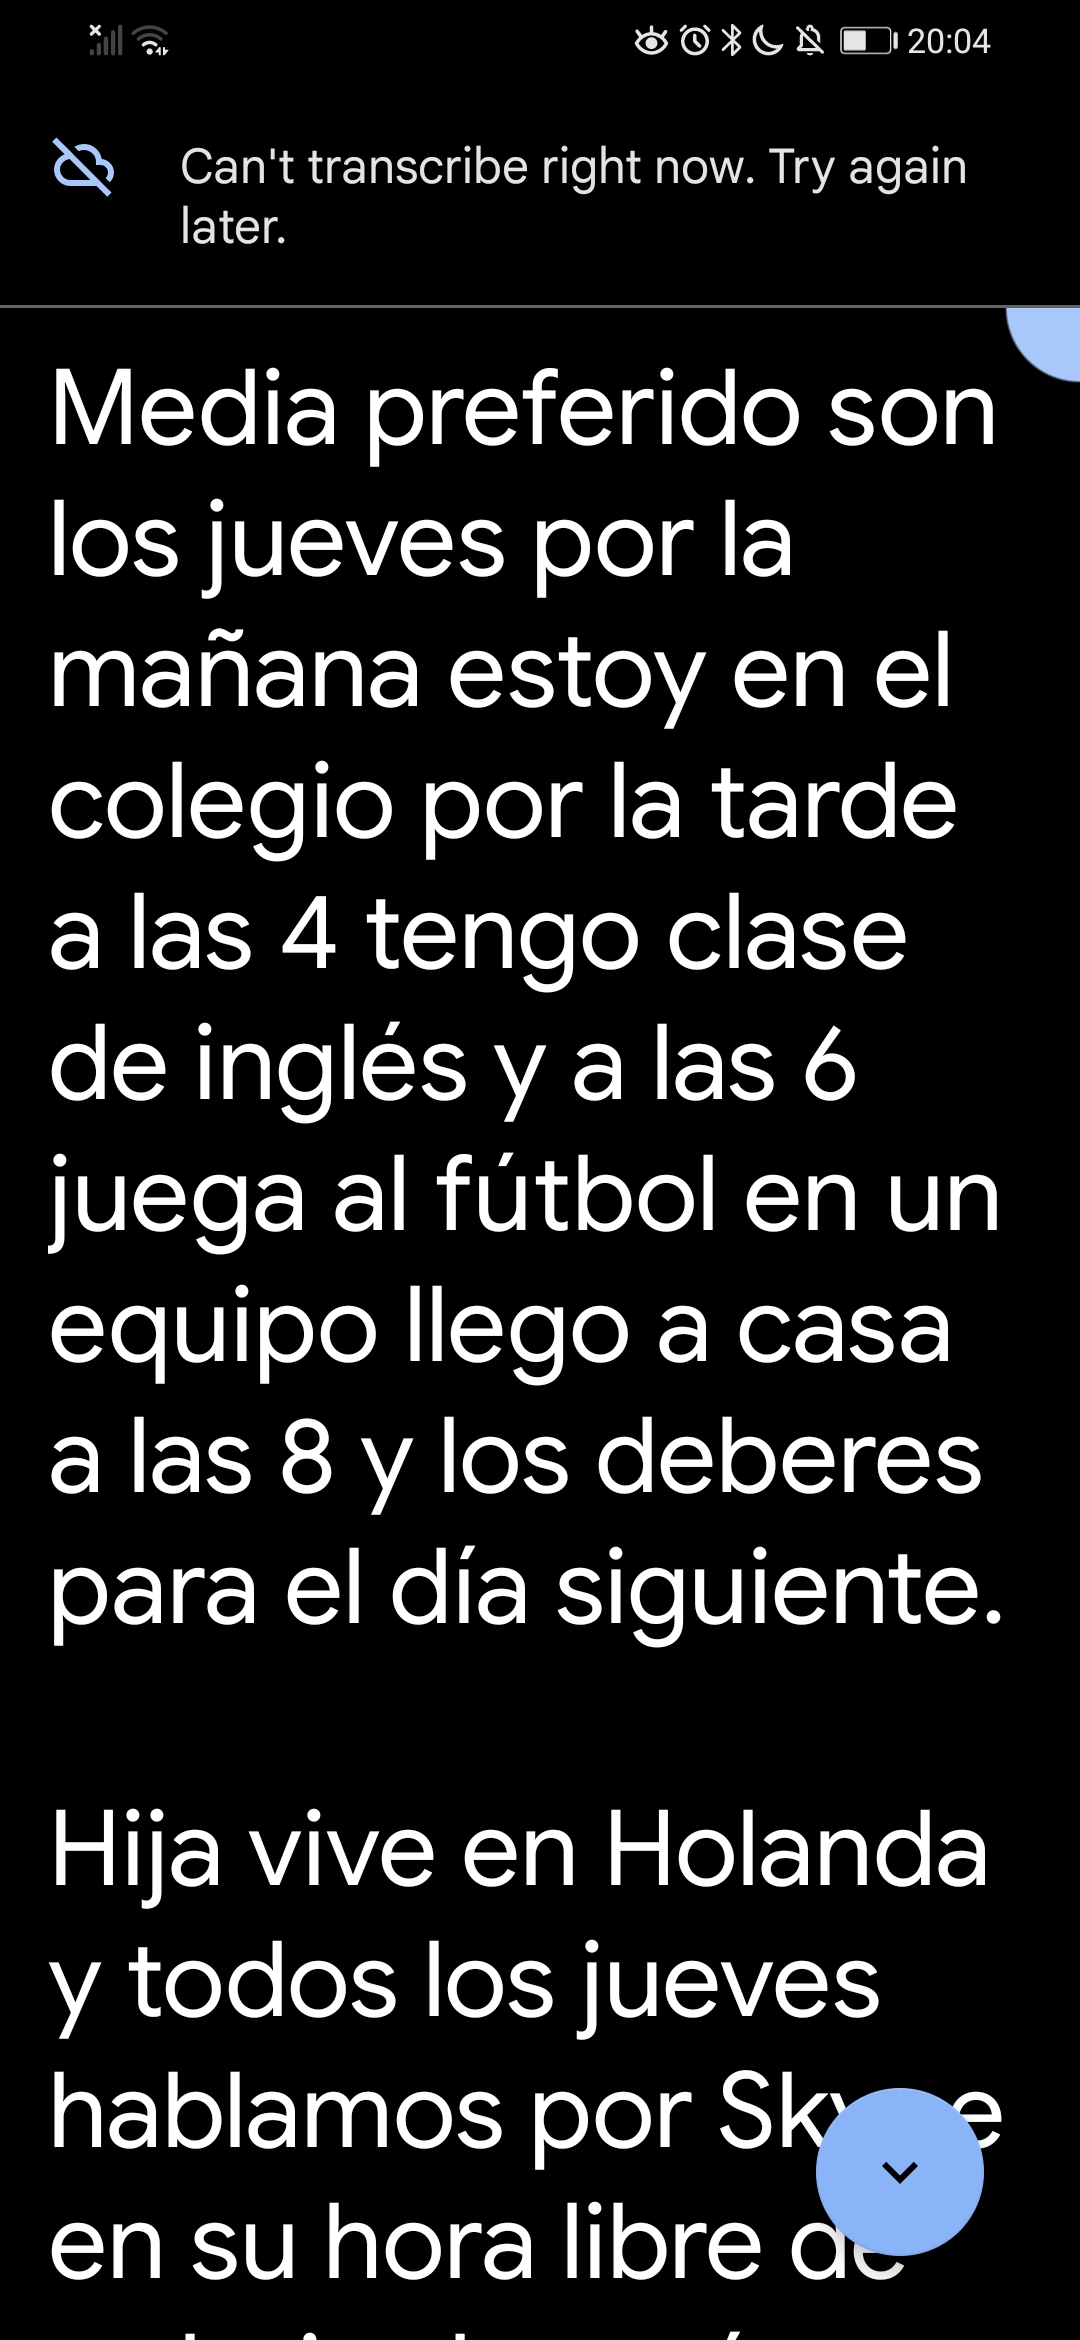 20:04
Can't transcribe right now. Try again
later.
Media preferido son
los jueves por la
mañana estoy en el
colegio por la tarde
a las 4 tengo clase
de inglés y a las 6
juega al fútbol en un
equipo llego a casa
a las 8 y los deberes
para el día siguiente.
Hija vive en Holanda
y todos los jueves
hablamos por Skype
en su hora libre de